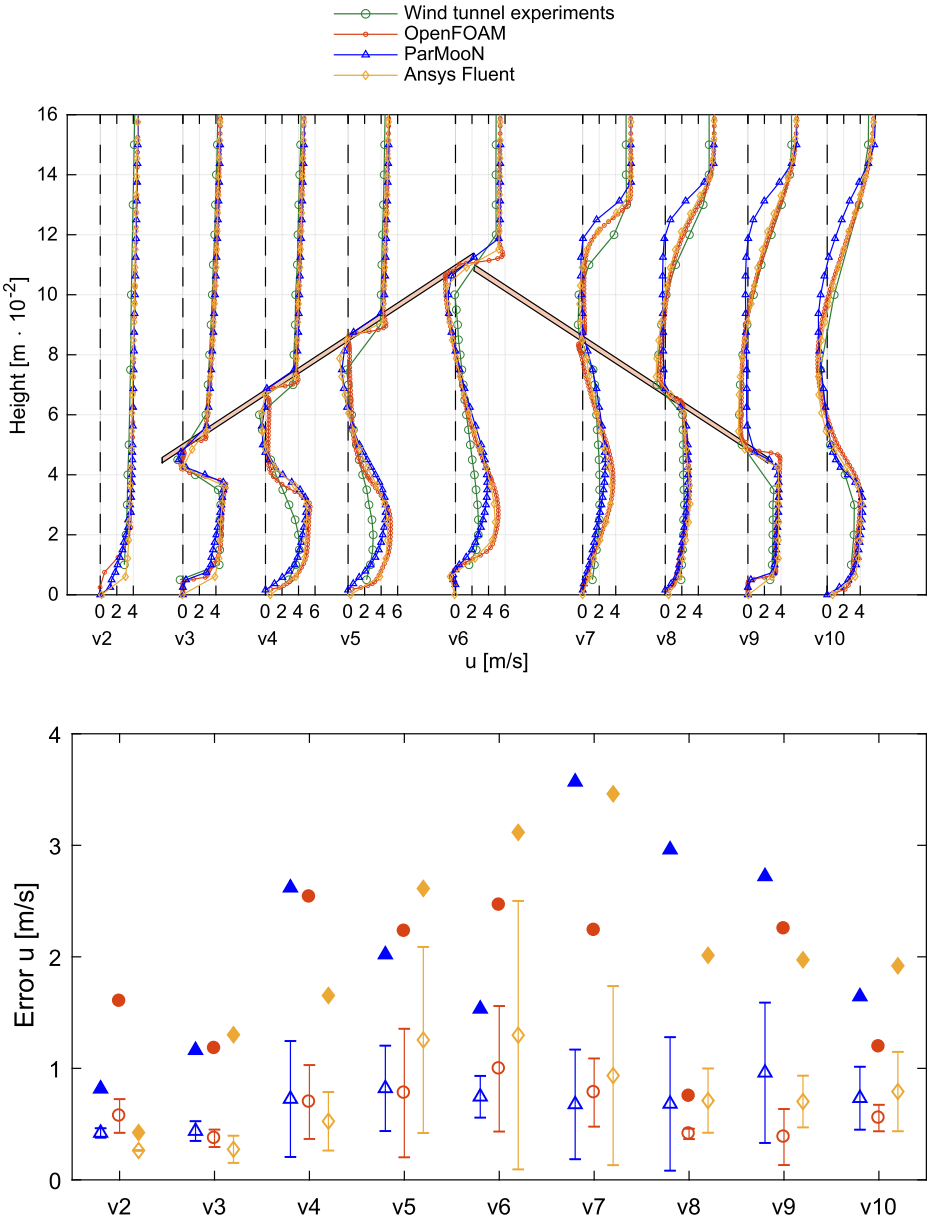 Wind tunnel experiments
OpenFOAM
ParMooN
Ansys Fluent
16
14
12
10
8
6
4
2
0
Height [m · 10⁻²]
0 2 4 0 2 4 0 2 4 6 0 2 4 6 0 2 4 6 0 2 4 0 2 4 0 2 4 0 2 4
v2 v3 v4 v5 v6 v7 v8 v9 v10
u [m/s]
4
3
2
1
0
Error u [m/s]
v2 v3 v4 v5 v6 v7 v8 v9 v10